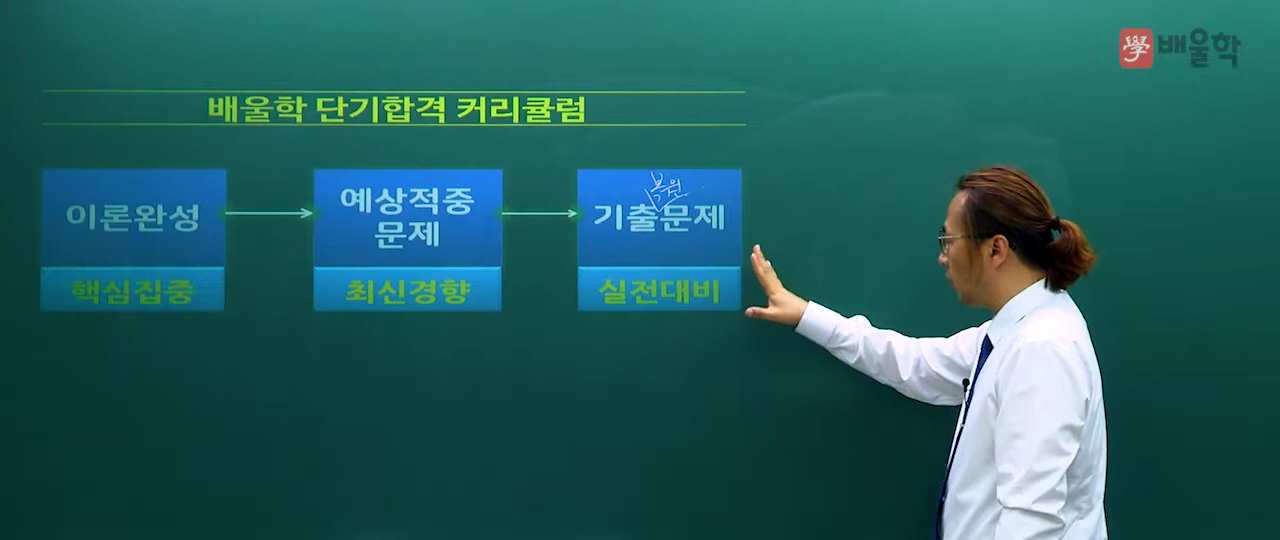 學 배울학
배울학 단기합격 커리큘럼
이론완성
핵심집중
예상적중
문제
최신경향
복원
기출문제
실전대비